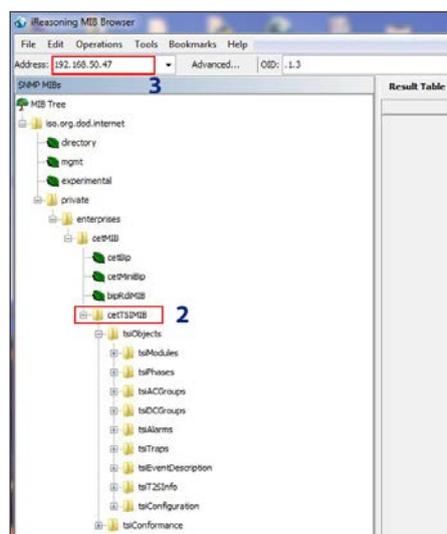 iReasoning MIB Browser
File Edit Operations Tools Bookmarks Help
Address: 192.168.50.47 Advanced... OID: .1.3
SNMP MIBs 3 Result Table
MIB Tree
iso.org.dod.internet
directory
mgmt
experimental
private
enterprises
cetMIB
cetBip
cetMiniBip
bipRdiMIB
cetTSIMIB 2
tsiObjects
tsiModules
tsiPhases
tsiACGroups
tsiDCGroups
tsiAlarms
tsiTraps
tsiEventDescription
tsiT2SInfo
tsiConfiguration
tsiConformance